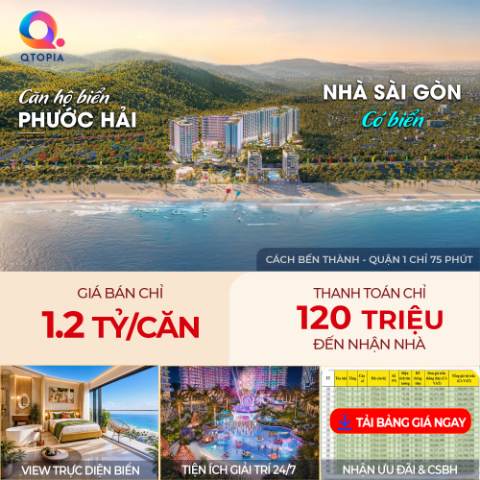 QTOPIA
Căn hộ biển
PHƯỚC HẢI
NHÀ SÀI GÒN
Có biển
CÁCH BẾN THÀNH - QUẬN 1 CHỈ 75 PHÚT
GIÁ BÁN CHỈ
1.2 TỶ/CĂN
THANH TOÁN CHỈ
120 TRIỆU
ĐẾN NHẬN NHÀ
VIEW TRỰC DIỆN BIỂN
TIỆN ÍCH GIẢI TRÍ 24/7
TẢI BẢNG GIÁ NGAY
NHẬN ƯU ĐÃI & CSBH